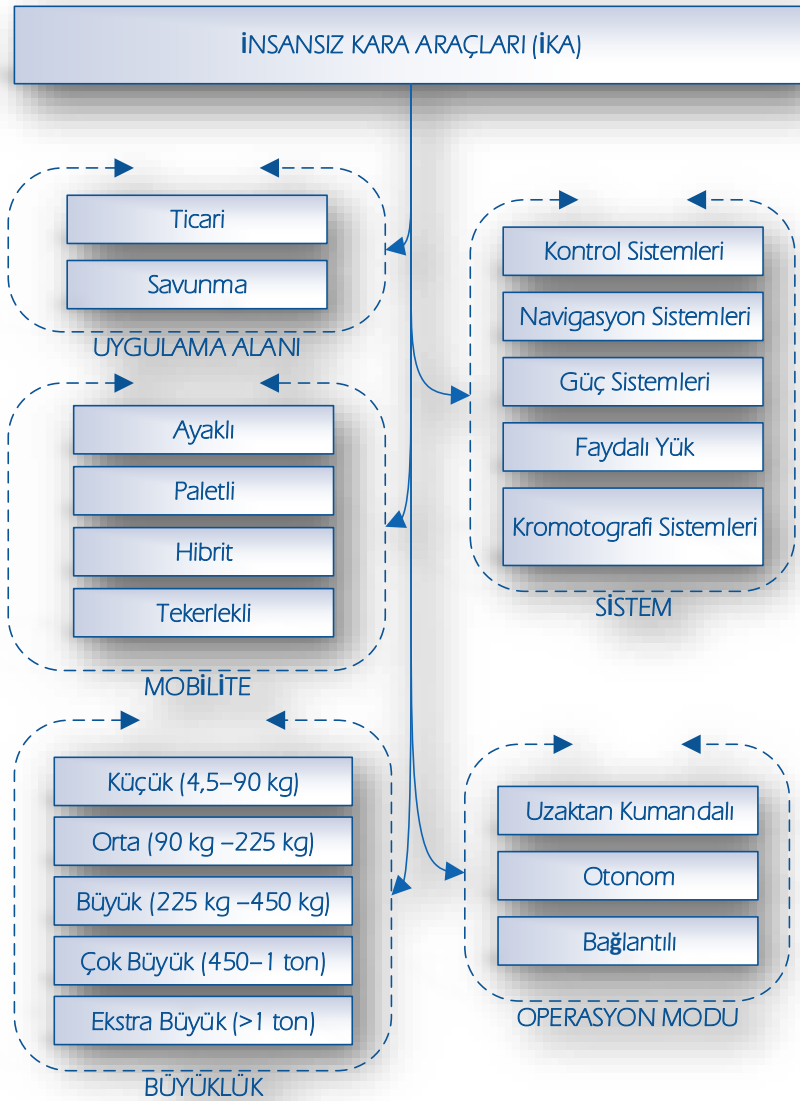 İNSANSIZ KARA ARAÇLARI (İKA)
Ticari
Savunma
UYGULAMA ALANI
Ayaklı
Paletli
Hibrit
Tekerlekli
MOBİLİTE
Küçük (4,5–90 kg)
Orta (90 kg –225 kg)
Büyük (225 kg –450 kg)
Çok Büyük (450–1 ton)
Ekstra Büyük (>1 ton)
BÜYÜKLÜK
Kontrol Sistemleri
Navigasyon Sistemleri
Güç Sistemleri
Faydalı Yük
Kromotografi Sistemleri
SİSTEM
Uzaktan Kumandalı
Otonom
Bağlantılı
OPERASYON MODU